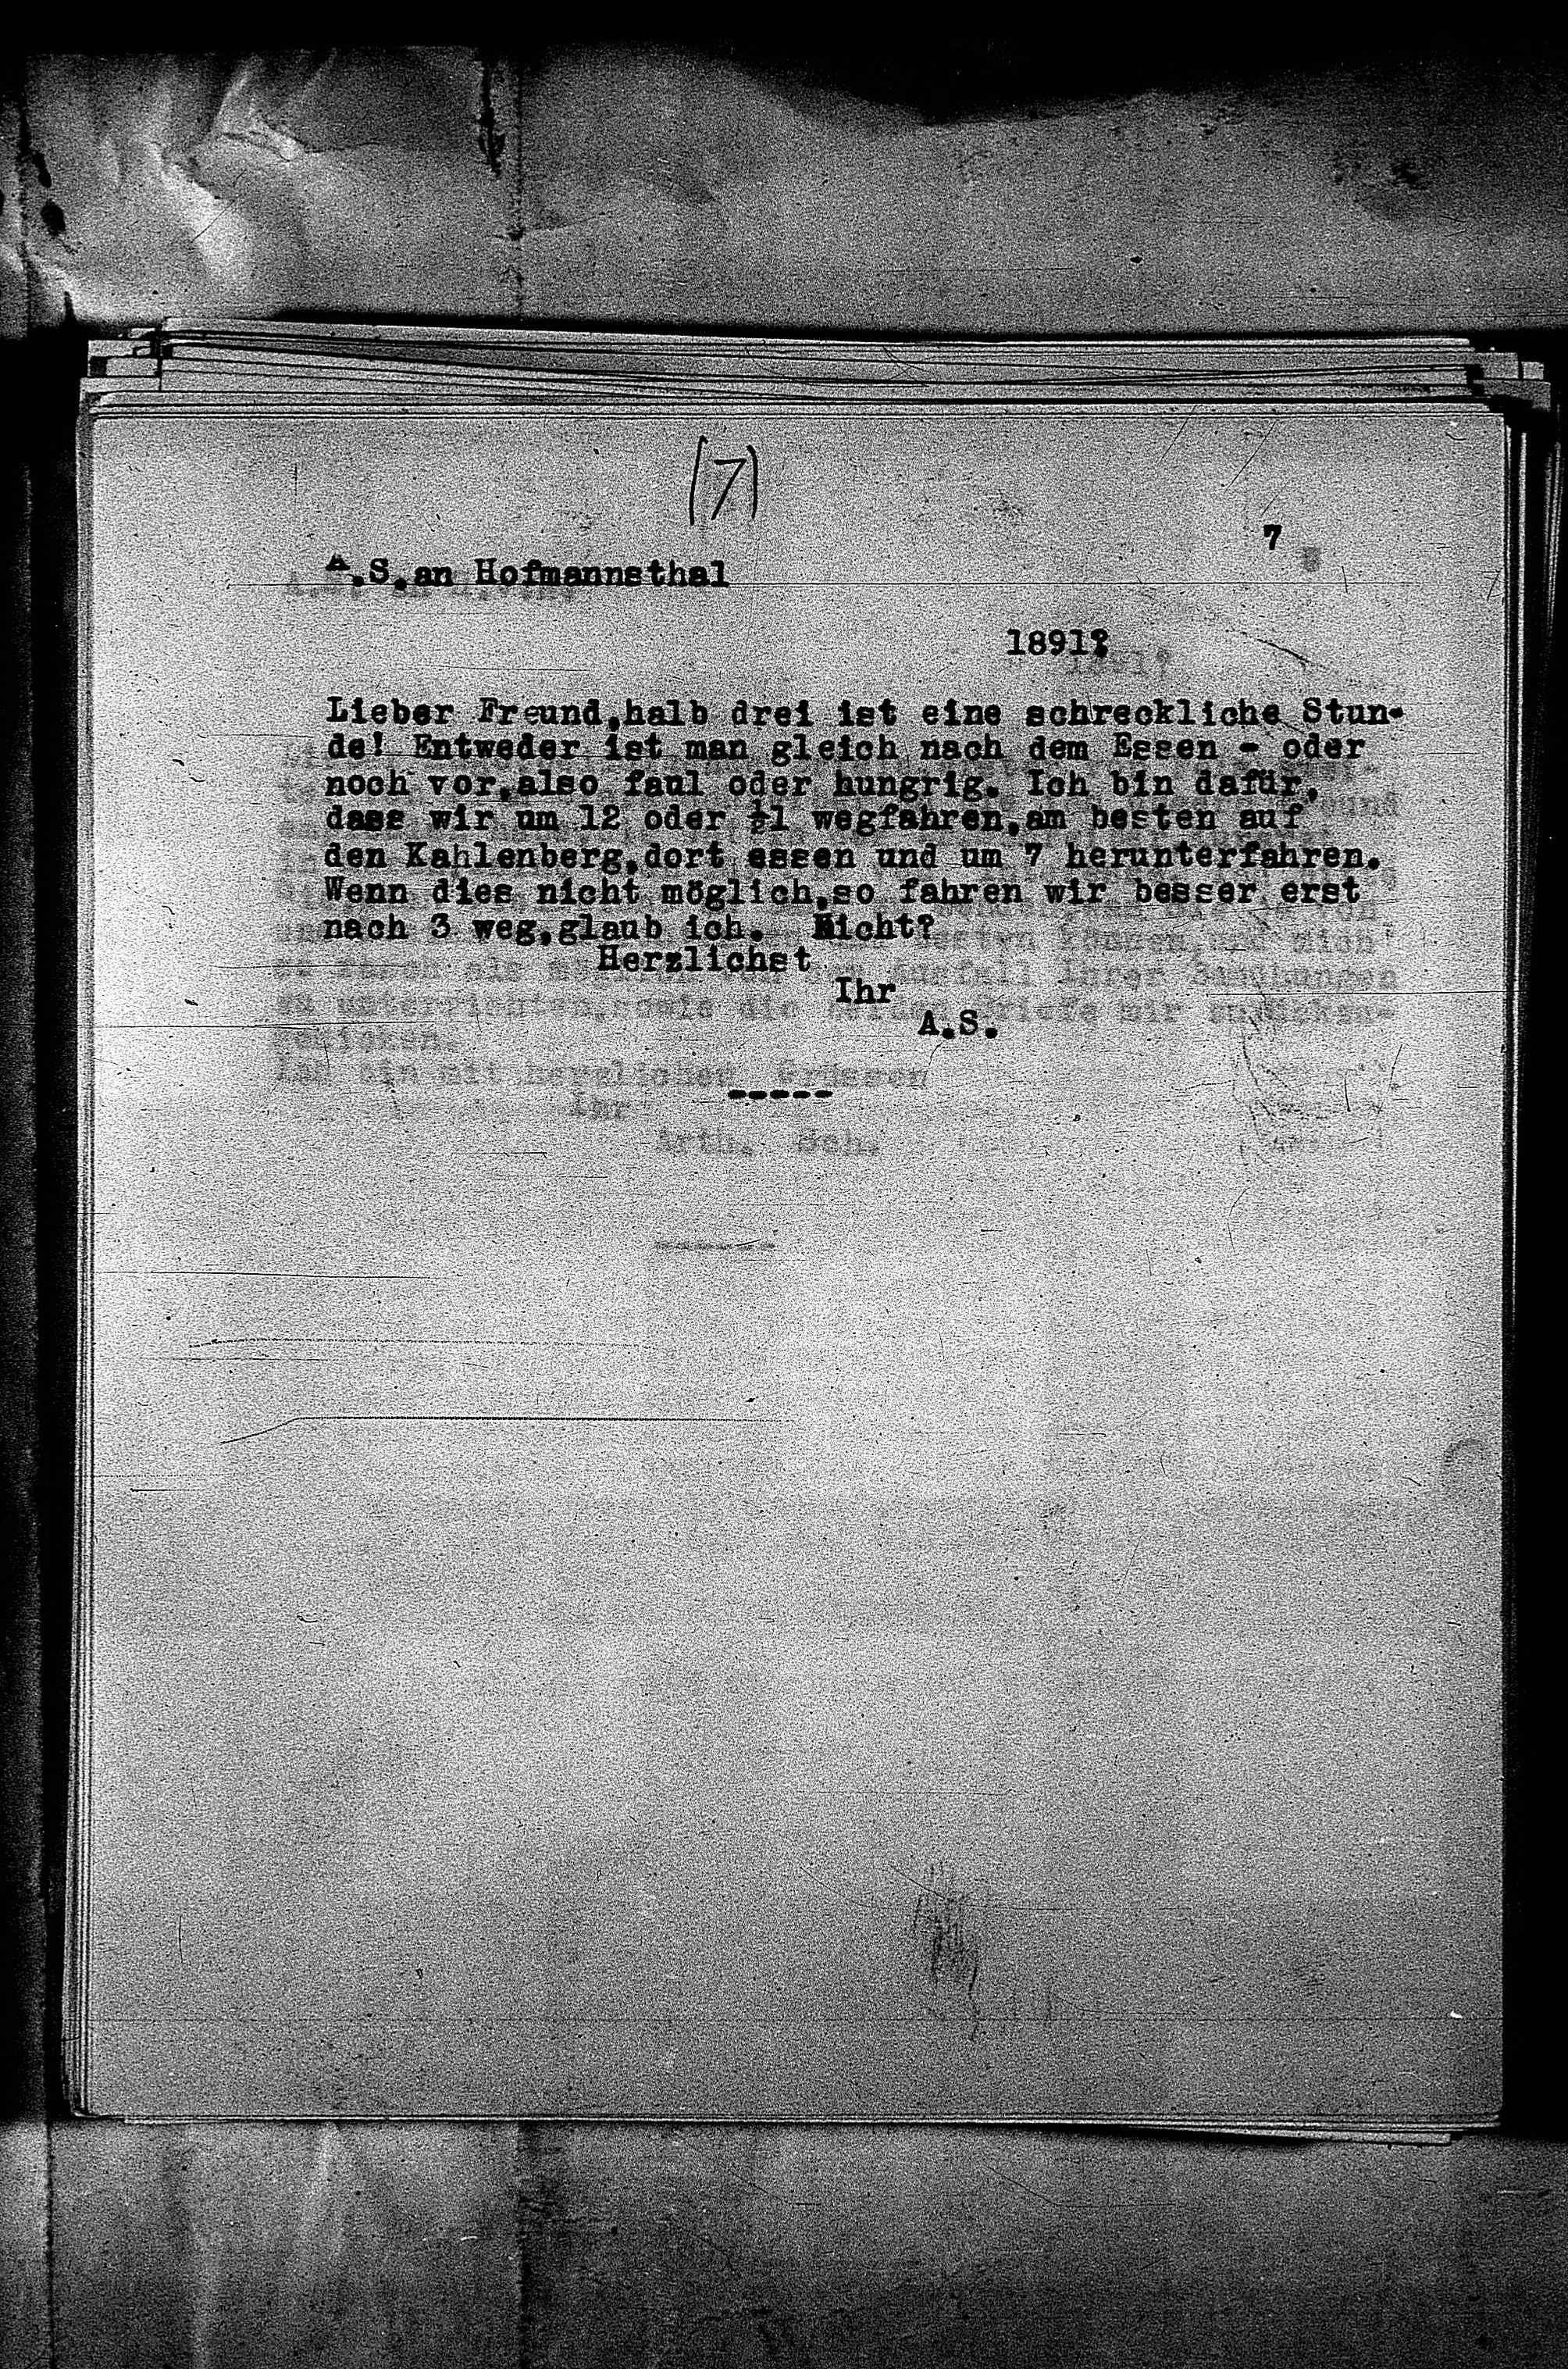 (7)
7
A.S.an Hofmannsthal
1891?
Lieber Freund,halb drei ist eine schreckliche Stun-
de! Entweder ist man gleich nach dem Essen - oder
noch vor,also faul oder hungrig. Ich bin dafür,
dass wir um 12 oder ½1 wegfahren,am besten auf
den Kahlenberg,dort essen und um 7 herunterfahren.
Wenn dies nicht möglich,so fahren wir besser erst
nach 3 weg,glaub ich. Nicht?
Herzlichst
Ihr
A.S.
-----